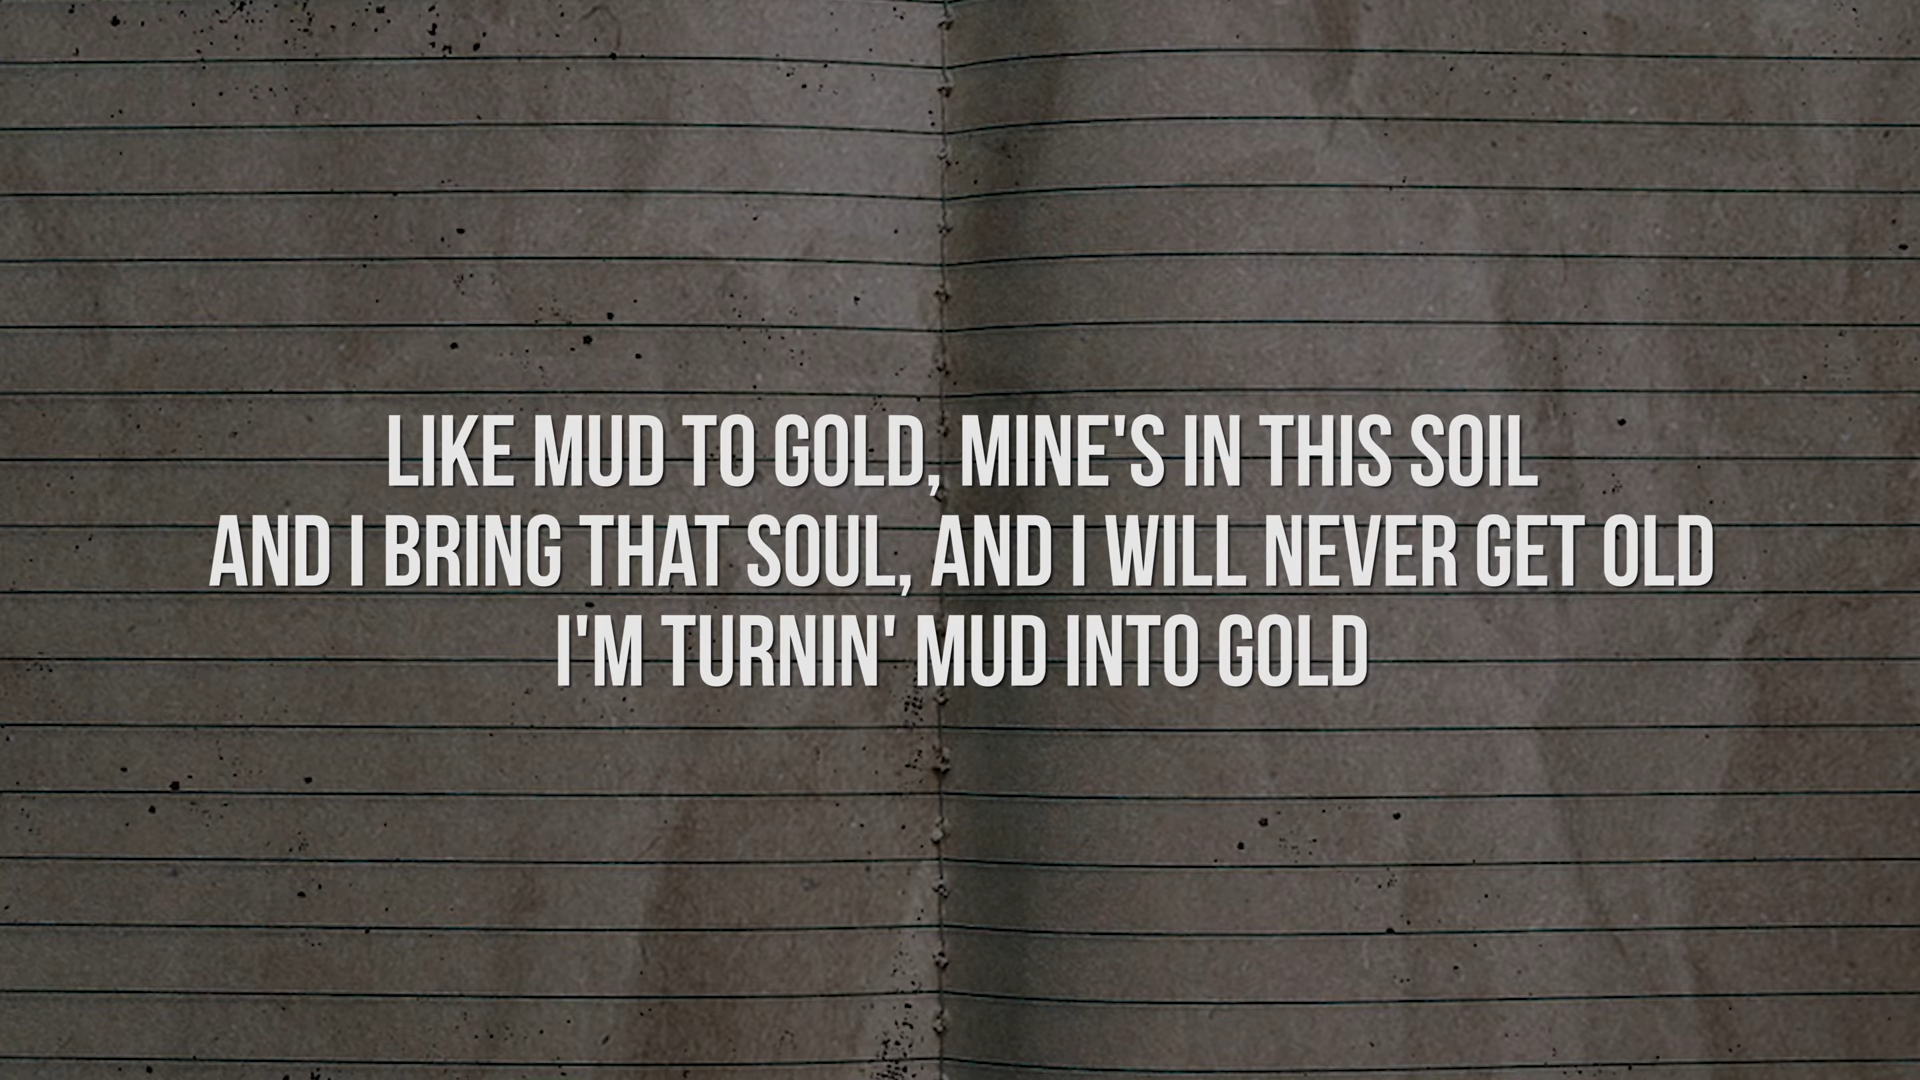 LIKE MUD TO GOLD, MINE'S IN THIS SOIL
AND I BRING THAT SOUL, AND I WILL NEVER GET OLD
I'M TURNIN' MUD INTO GOLD